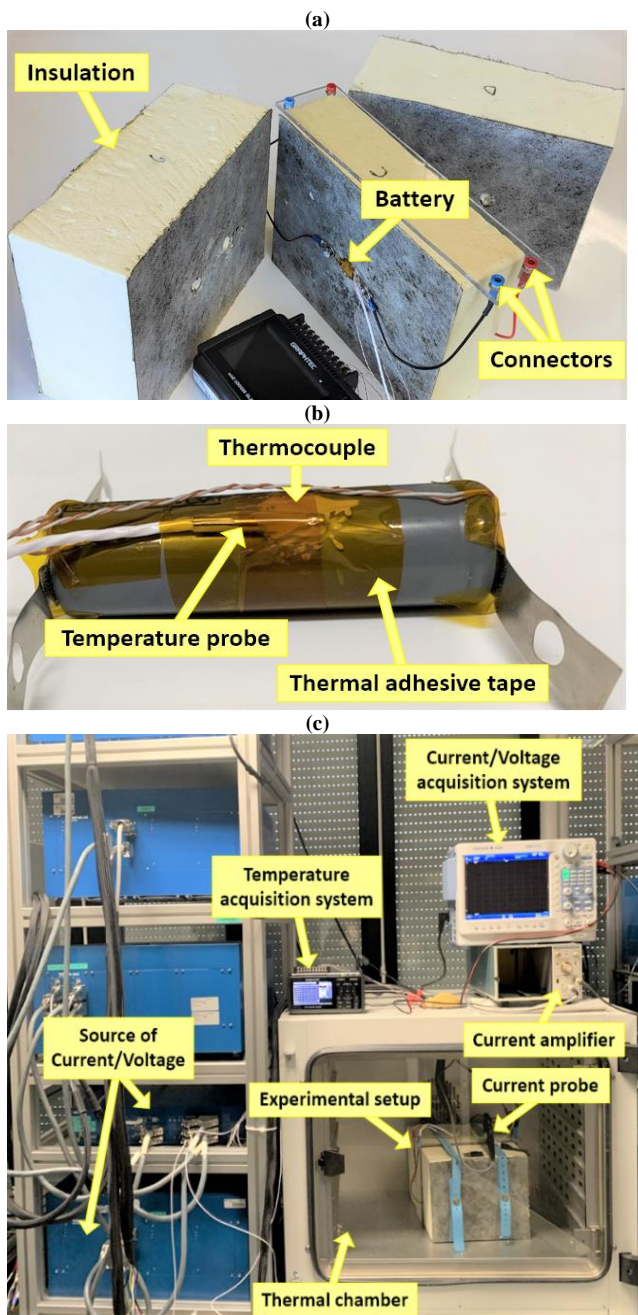 (a)
Insulation
Battery
GRAPHTEC
Connectors
(b)
Thermocouple
Temperature probe
Thermal adhesive tape
(c)
Current/Voltage
acquisition system
Temperature
acquisition system
Source of
Current/Voltage
Current amplifier
Experimental setup
Current probe
Thermal chamber